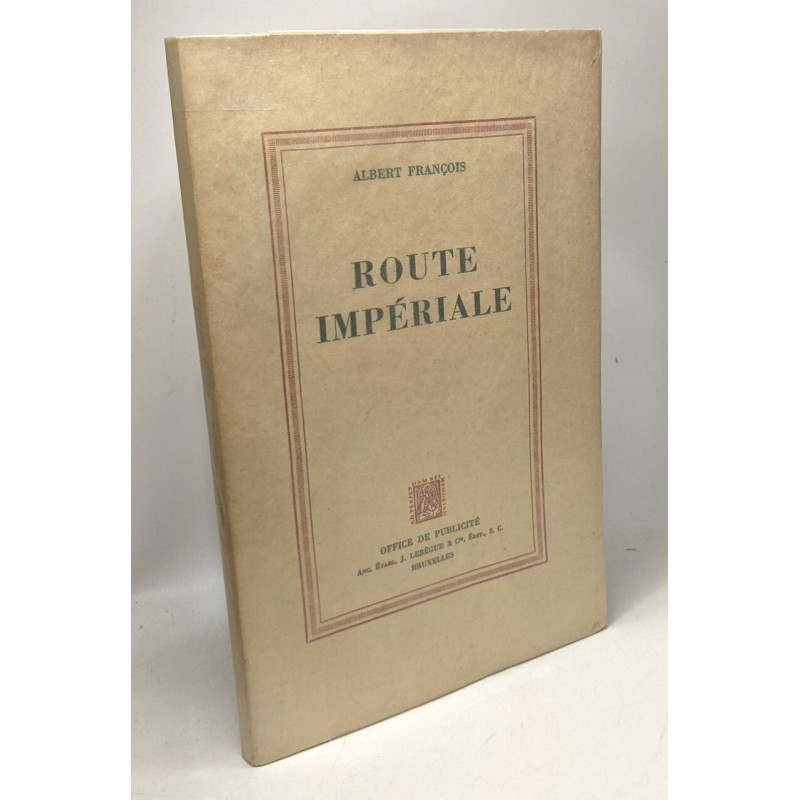 ALBERT FRANÇOIS
ROUTE
IMPÉRIALE
OFFICE DE PUBLICITÉ
Anc. Établ. J. LEBÈGUE & Cie, Édit., S. C.
BRUXELLES